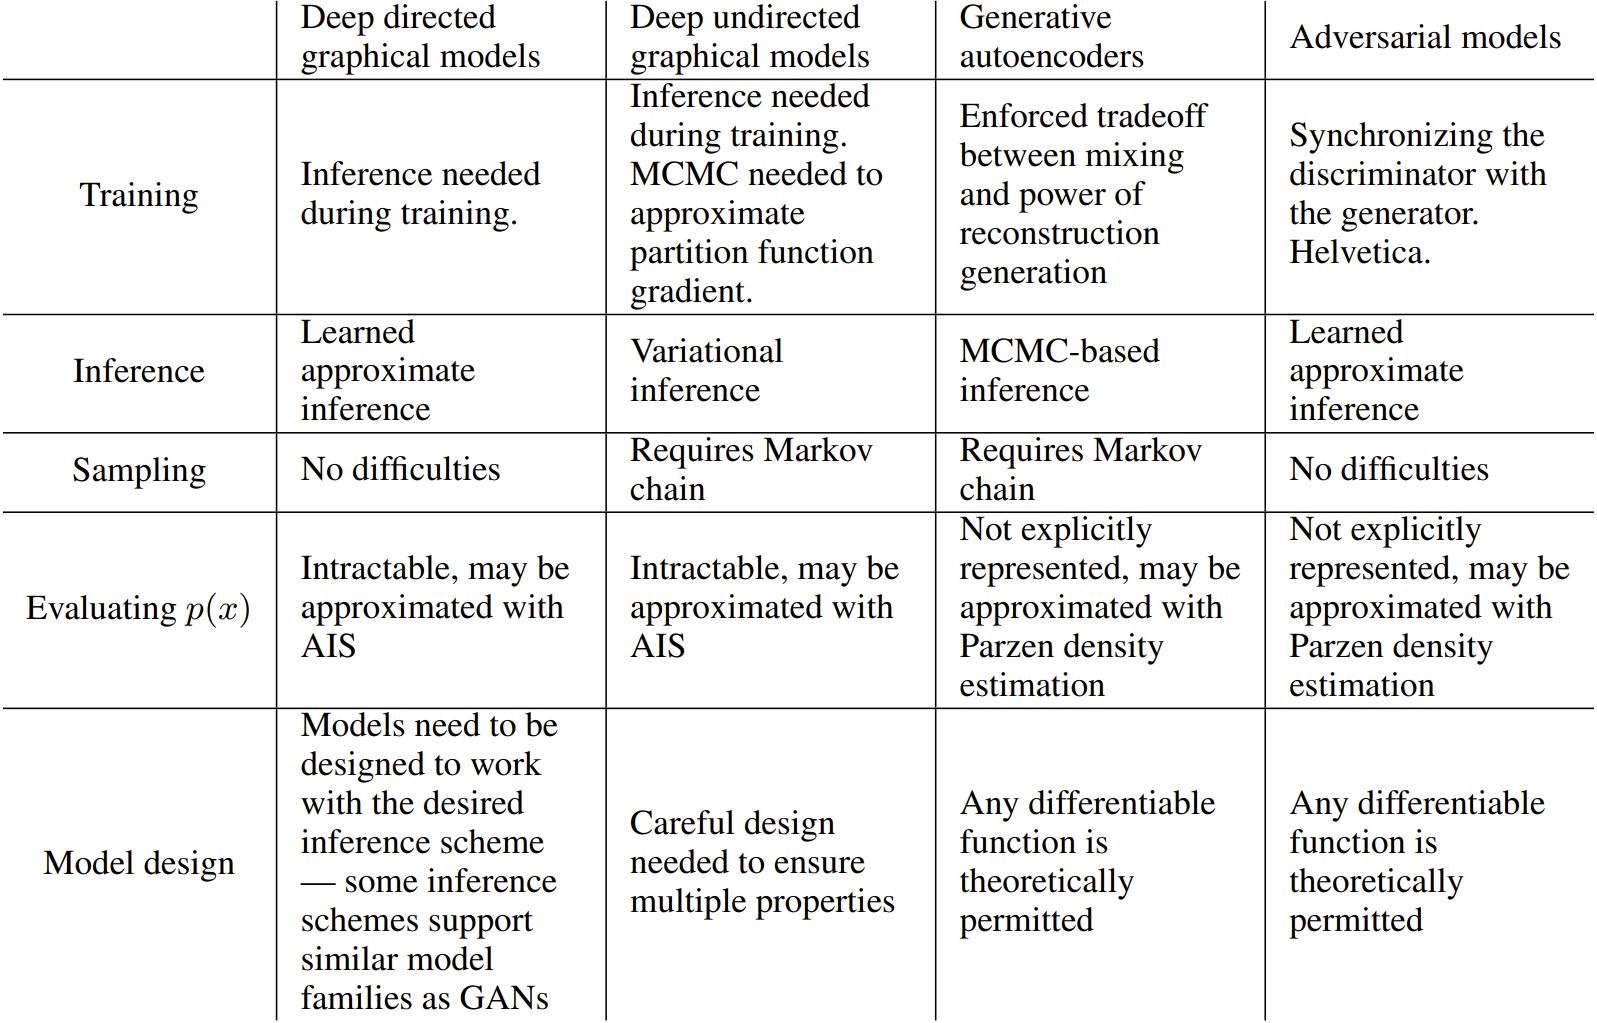 Deep directed
graphical models
Deep undirected
graphical models
Generative
autoencoders
Adversarial models
Training
Inference needed
during training.
Inference needed
during training.
MCMC needed to
approximate
partition function
gradient.
Enforced tradeoff
between mixing
and power of
reconstruction
generation
Synchronizing the
discriminator with
the generator.
Helvetica.
Inference
Learned
approximate
inference
Variational
inference
MCMC-based
inference
Learned
approximate
inference
Sampling
No difficulties
Requires Markov
chain
Requires Markov
chain
No difficulties
Evaluating p(x)
Intractable, may be
approximated with
AIS
Intractable, may be
approximated with
AIS
Not explicitly
represented, may be
approximated with
Parzen density
estimation
Not explicitly
represented, may be
approximated with
Parzen density
estimation
Model design
Models need to be
designed to work
with the desired
inference scheme
— some inference
schemes support
similar model
families as GANs
Careful design
needed to ensure
multiple properties
Any differentiable
function is
theoretically
permitted
Any differentiable
function is
theoretically
permitted